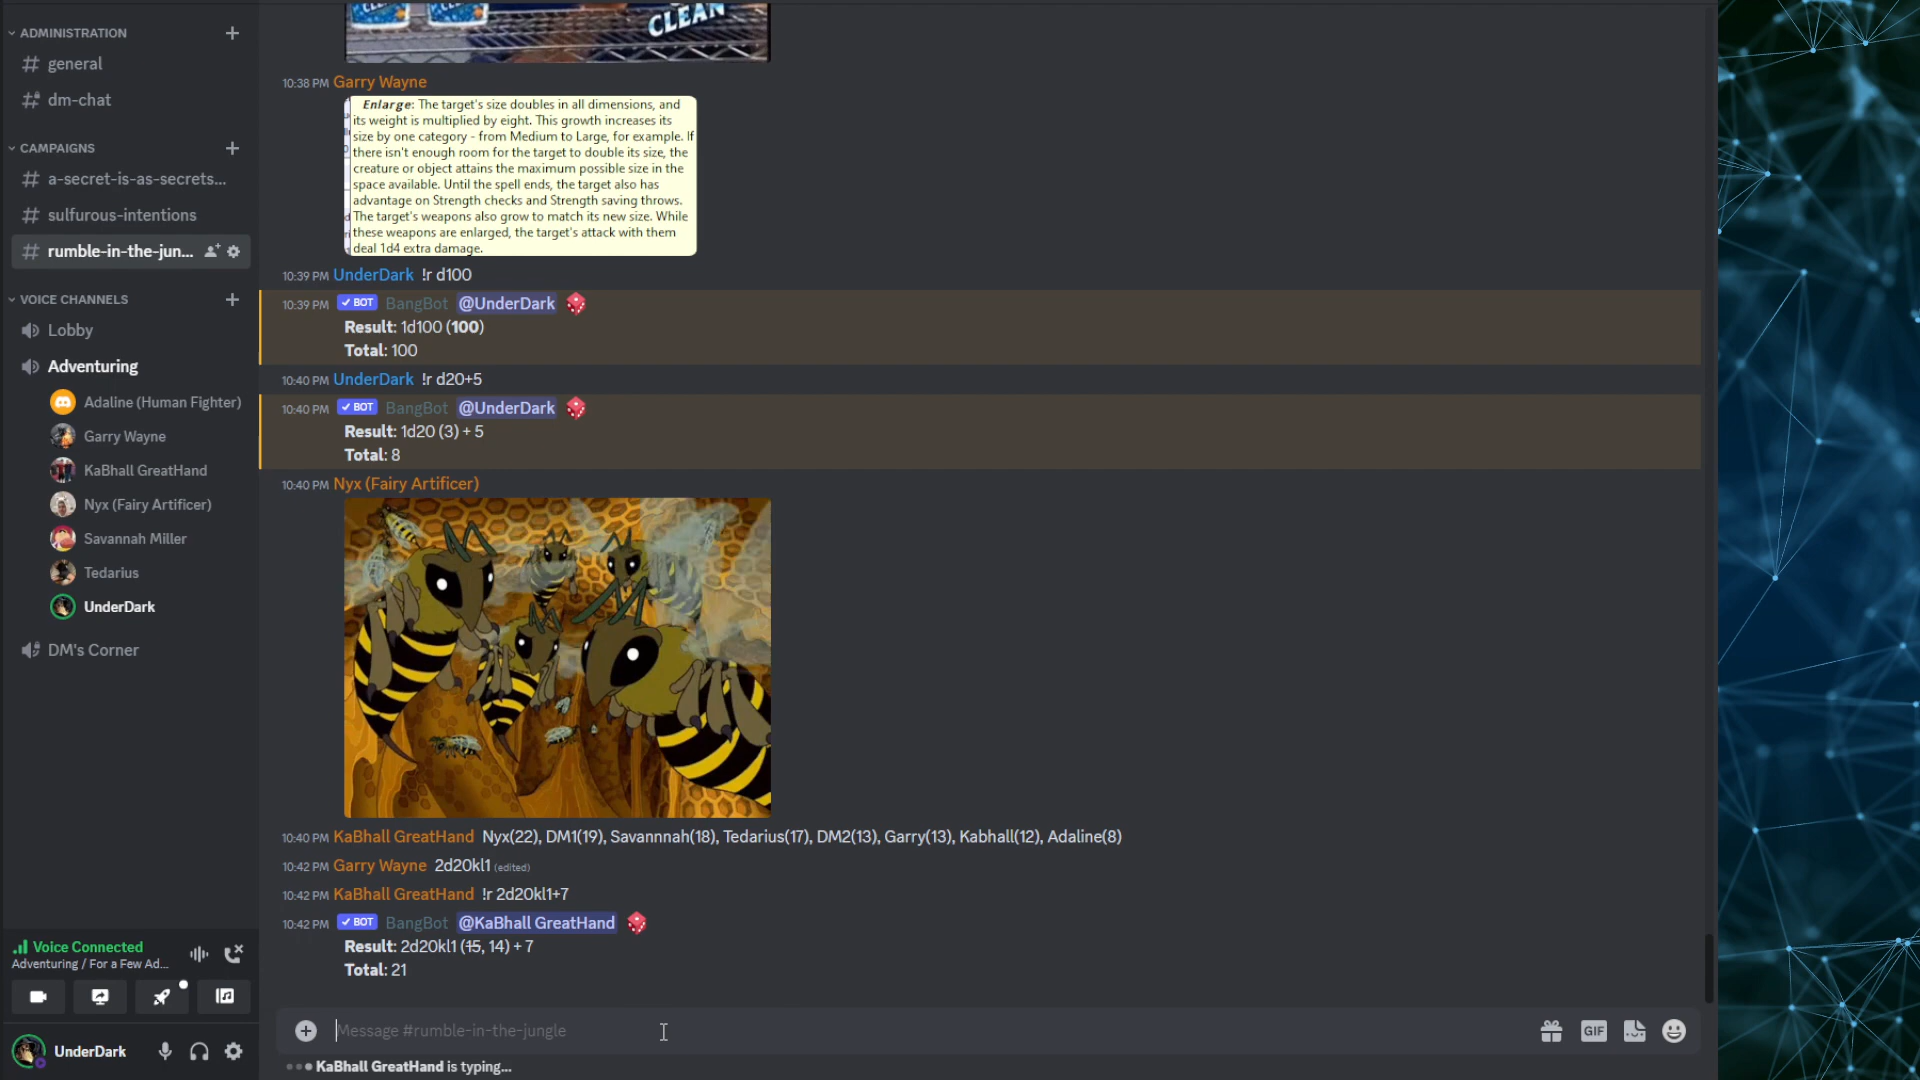 ADMINISTRATION
general
dm-chat
CAMPAIGNS
a-secret-is-as-secrets...
sulfurous-intentions
rumble-in-the-jun...
VOICE CHANNELS
Lobby
Adventuring
Adaline (Human Fighter)
Garry Wayne
KaBhall GreatHand
Nyx (Fairy Artificer)
Savannah Miller
Tedarius
UnderDark
DM's Corner
Voice Connected
Adventuring / For a Few Ad...
UnderDark
CLEAN
10:38 PM Garry Wayne
Enlarge: The target's size doubles in all dimensions, and
its weight is multiplied by eight. This growth increases its
size by one category - from Medium to Large, for example. If
there isn't enough room for the target to double its size, the
creature or object attains the maximum possible size in the
space available. Until the spell ends, the target also has
advantage on Strength checks and Strength saving throws.
The target's weapons also grow to match its new size. While
these weapons are enlarged, the target's attack with them
deal 1d4 extra damage.
10:39 PM UnderDark !r d100
10:39 PM ✓ BOT BangBot @UnderDark
Result: 1d100 (100)
Total: 100
10:40 PM UnderDark !r d20+5
10:40 PM ✓ BOT BangBot @UnderDark
Result: 1d20 (3) + 5
Total: 8
10:40 PM Nyx (Fairy Artificer)
10:40 PM KaBhall GreatHand Nyx(22), DM1(19), Savannnah(18), Tedarius(17), DM2(13), Garry(13), Kabhall(12), Adaline(8)
10:42 PM Garry Wayne 2d20kl1 (edited)
10:42 PM KaBhall GreatHand !r 2d20kl1+7
10:42 PM ✓ BOT BangBot @KaBhall GreatHand
Result: 2d20kl1 (15, 14) + 7
Total: 21
Message #rumble-in-the-jungle
GIF
KaBhall GreatHand is typing...